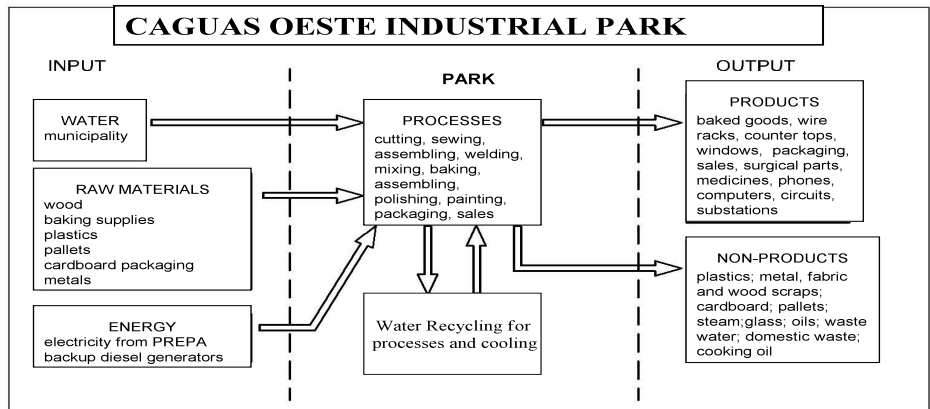 CAGUAS OESTE INDUSTRIAL PARK
INPUT
WATER
municipality
RAW MATERIALS
wood
baking supplies
plastics
pallets
cardboard packaging
metals
ENERGY
electricity from PREPA
backup diesel generators
PARK
PROCESSES
cutting, sewing,
assembling, welding,
mixing, baking,
assembling,
polishing, painting,
packaging, sales
Water Recycling for
processes and cooling
OUTPUT
PRODUCTS
baked goods, wire
racks, counter tops,
windows, packaging,
sales, surgical parts,
medicines, phones,
computers, circuits,
substations
NON-PRODUCTS
plastics; metal, fabric
and wood scraps;
cardboard; pallets;
steam;glass; oils; waste
water; domestic waste;
cooking oil